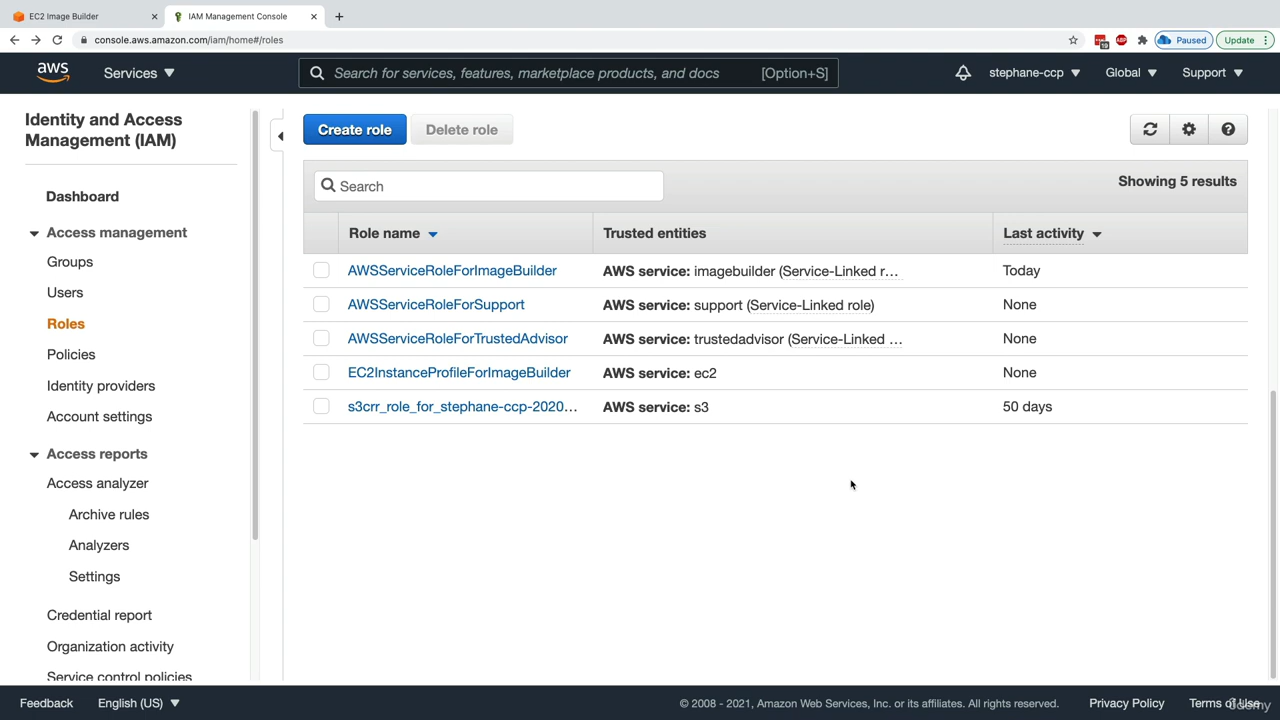 EC2 Image Builder
IAM Management Console
console.aws.amazon.com/iam/home#/roles
ABP
Paused
Update
aws
Services
Search for services, features, marketplace products, and docs [Option+S]
stephane-ccp
Global
Support
Identity and Access
Management (IAM)
Dashboard
Access management
Groups
Users
Roles
Policies
Identity providers
Account settings
Access reports
Access analyzer
Archive rules
Analyzers
Settings
Credential report
Organization activity
Service control policies
Create role
Delete role
Search
Showing 5 results
Role name Trusted entities Last activity
AWSServiceRoleForImageBuilder AWS service: imagebuilder (Service-Linked r... Today
AWSServiceRoleForSupport AWS service: support (Service-Linked role) None
AWSServiceRoleForTrustedAdvisor AWS service: trustedadvisor (Service-Linked ... None
EC2InstanceProfileForImageBuilder AWS service: ec2 None
s3crr_role_for_stephane-ccp-2020... AWS service: s3 50 days
Feedback
English (US)
© 2008 - 2021, Amazon Web Services, Inc. or its affiliates. All rights reserved.
Privacy Policy
Terms of Use
udemy